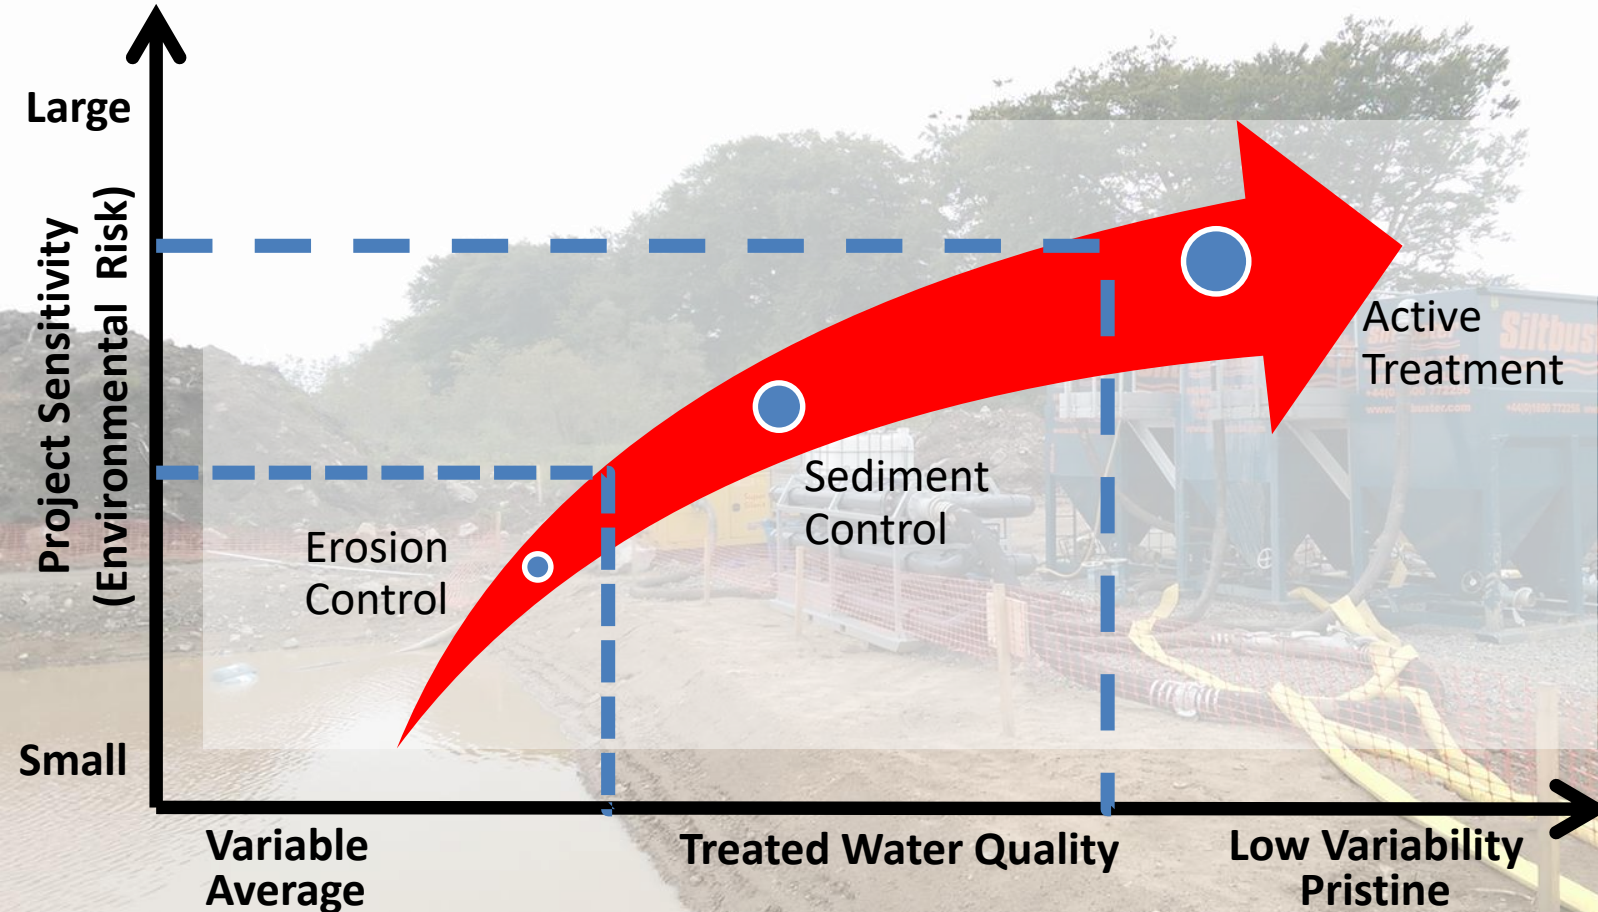 Large
Project Sensitivity
(Environmental Risk)
Small
Erosion
Control
Sediment
Control
Active
Treatment
Variable
Average
Treated Water Quality
Low Variability
Pristine